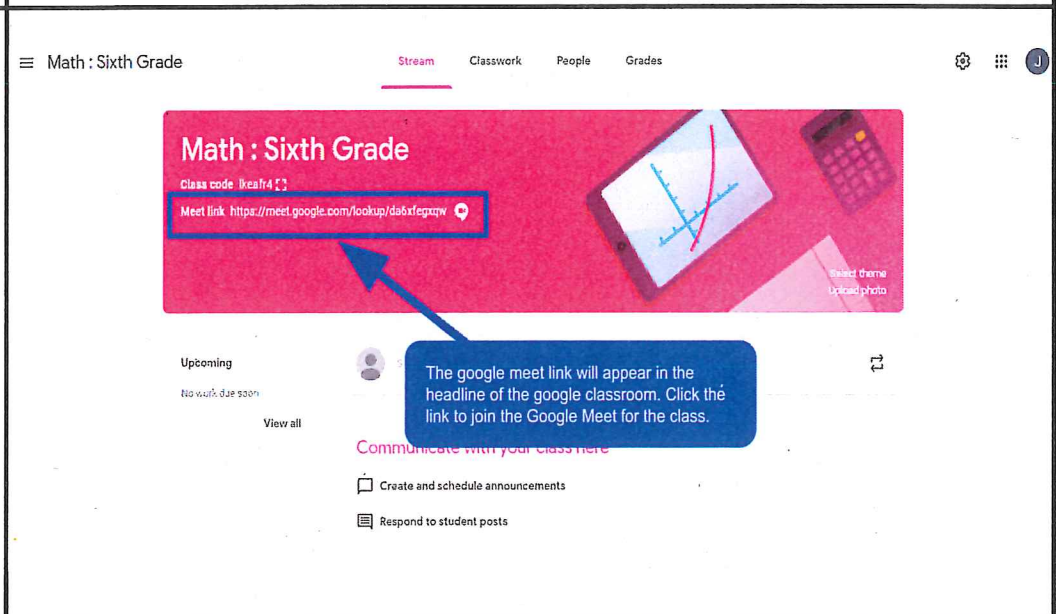 Math : Sixth Grade
Stream Classwork People Grades
J
Math : Sixth Grade
Class code lkeafr4
Meet link https://meet.google.com/lookup/da6xfegxqw
Select theme
Upload photo
Upcoming
No work due soon
View all
The google meet link will appear in the
headline of the google classroom. Click the
link to join the Google Meet for the class.
Communicate with your class here
Create and schedule announcements
Respond to student posts